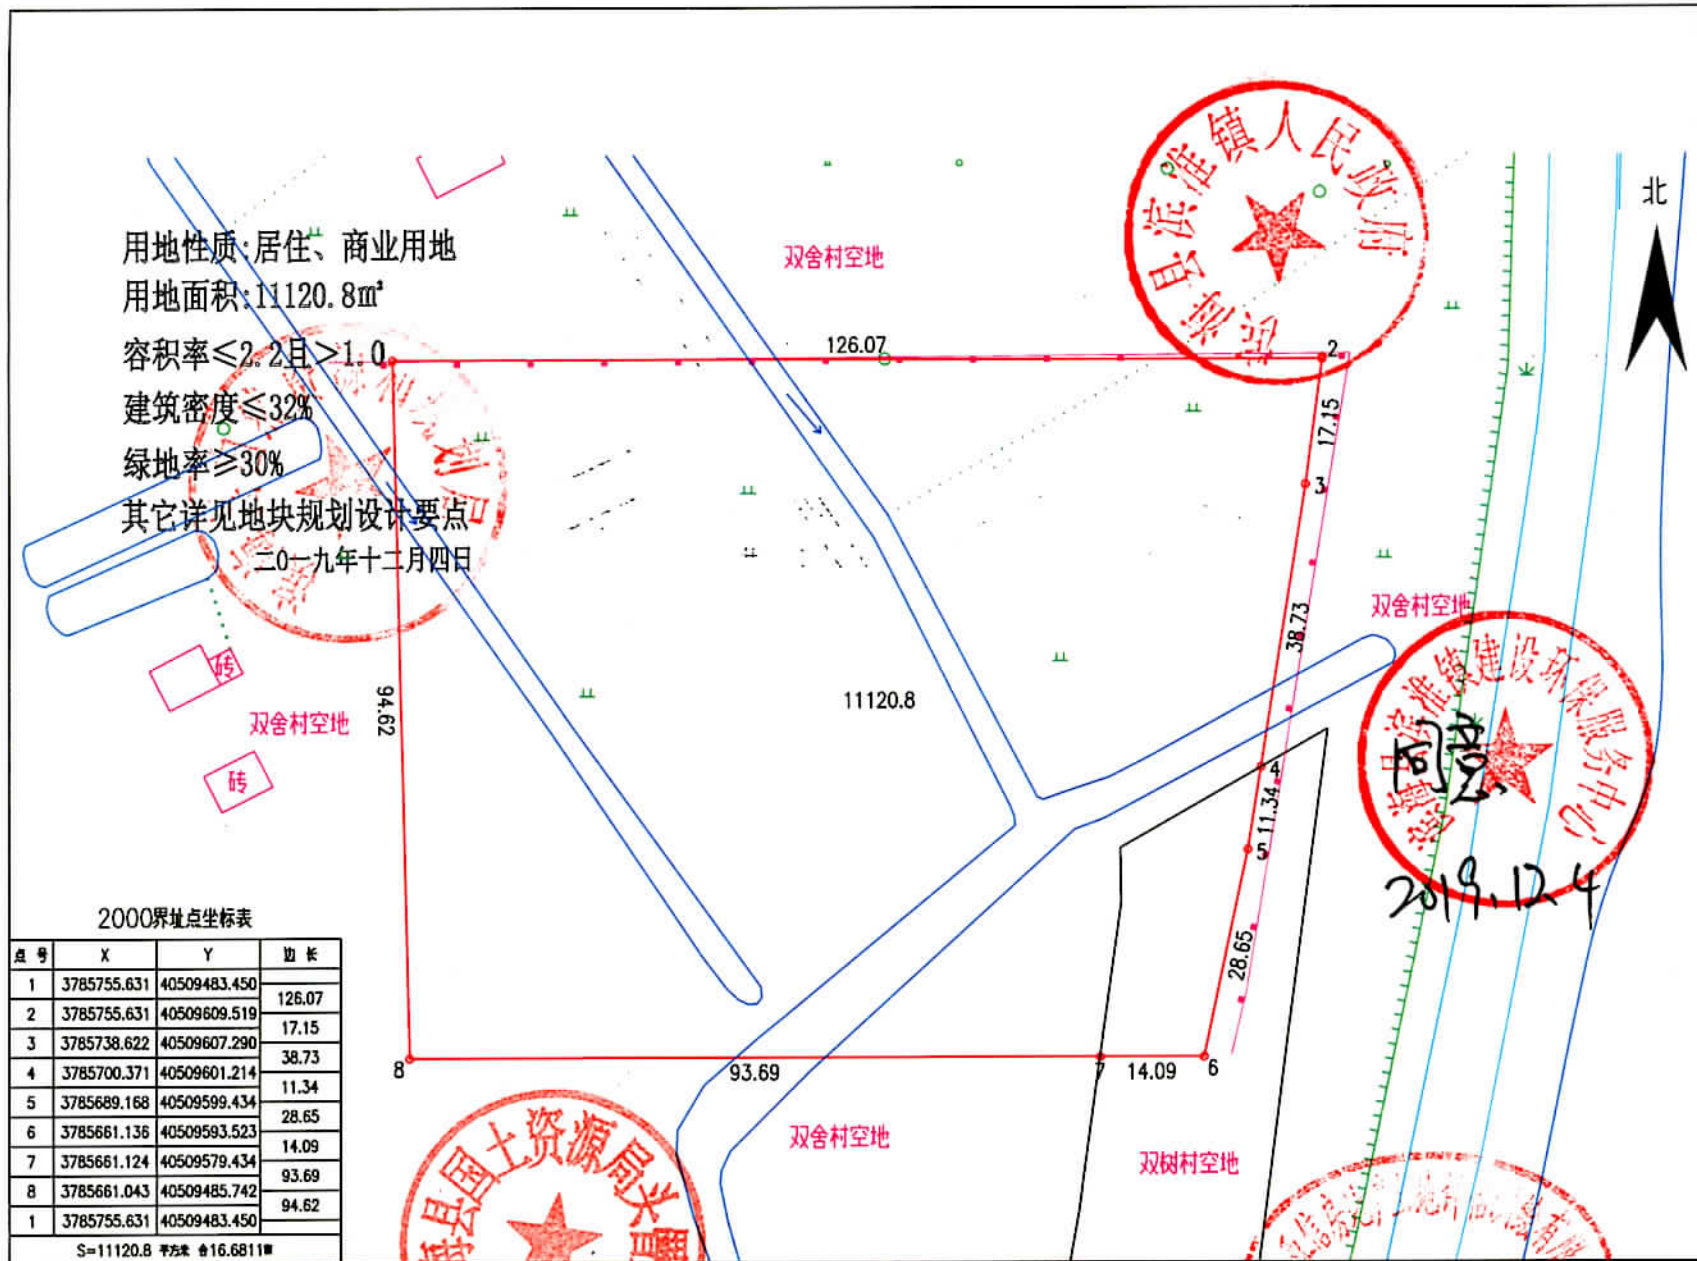 滨海县滨淮镇人民政府
北
用地性质:居住、商业用地
用地面积:11120.8㎡
容积率≤2.2且>1.0
建筑密度≤32%
绿地率≥30%
其它详见地块规划设计要点
二0一九年十二月四日
双舍村空地
126.07
2
17.15
3
38.73
双舍村空地
4
11.34
5
28.65
94.62
11120.8
砖
双舍村空地
砖
滨海县滨淮镇建设环保服务中心
同意
2019.12.4
8
93.69
7
14.09
6
双舍村空地
双树村空地
海县国土资源局头罾
2000界址点坐标表
点号 X Y 边长
1 3785755.631 40509483.450
126.07
2 3785755.631 40509609.519
17.15
3 3785738.622 40509607.290
38.73
4 3785700.371 40509601.214
11.34
5 3785689.168 40509599.434
28.65
6 3785661.136 40509593.523
14.09
7 3785661.124 40509579.434
93.69
8 3785661.043 40509485.742
94.62
1 3785755.631 40509483.450
S=11120.8 平方米 合16.6811亩